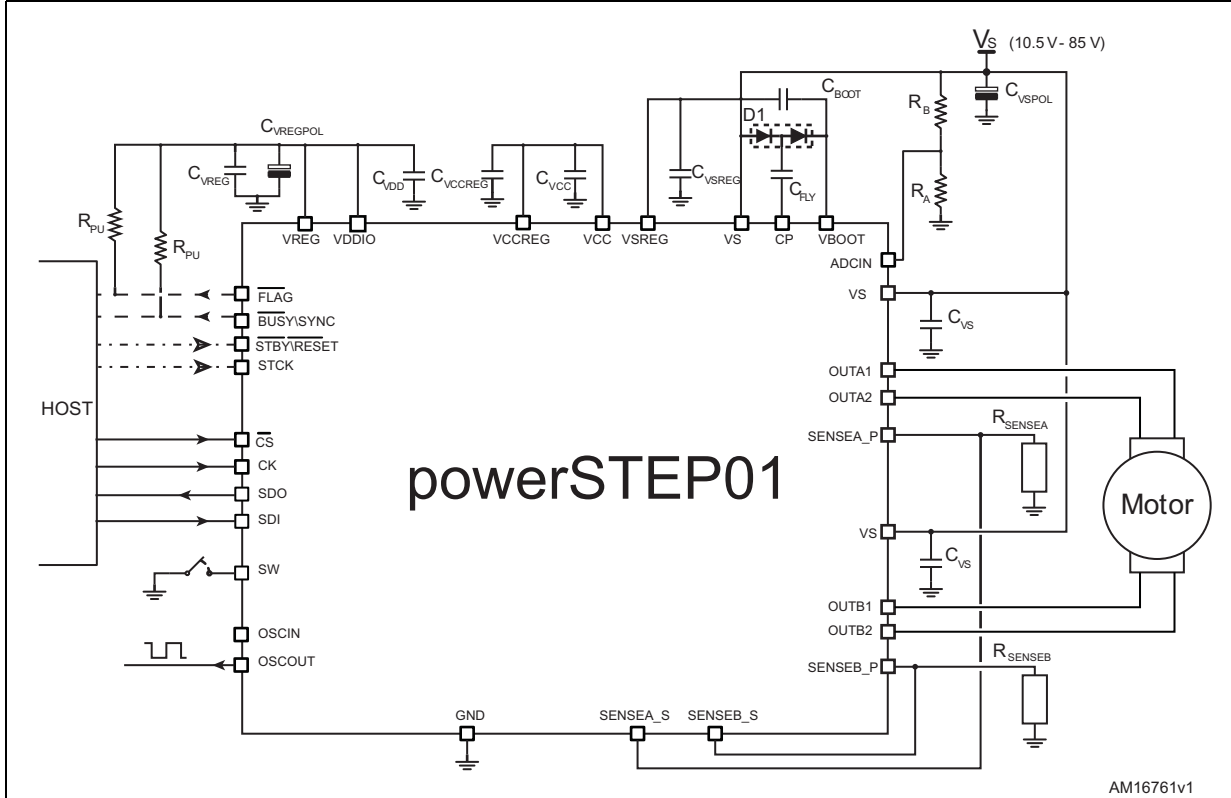 VS (10.5 V - 85 V)
CBOOT
RB
CVSPOL
D1
CVREGPOL
CVREG
CVDD
CVCCREG
CVCC
CVSREG
CFLY
RA
RPU
RPU
VREG
VDDIO
VCCREG
VCC
VSREG
VS
CP
VBOOT
ADCIN
VS
CVS
FLAG
BUSY\SYNC
STBY\RESET
STCK
HOST
CS
CK
SDO
SDI
SW
OSCIN
OSCOUT
powerSTEP01
OUTA1
OUTA2
SENSEA_P
RSENSEA
Motor
VS
CVS
OUTB1
OUTB2
SENSEB_P
RSENSEB
GND
SENSEA_S
SENSEB_S
AM16761v1